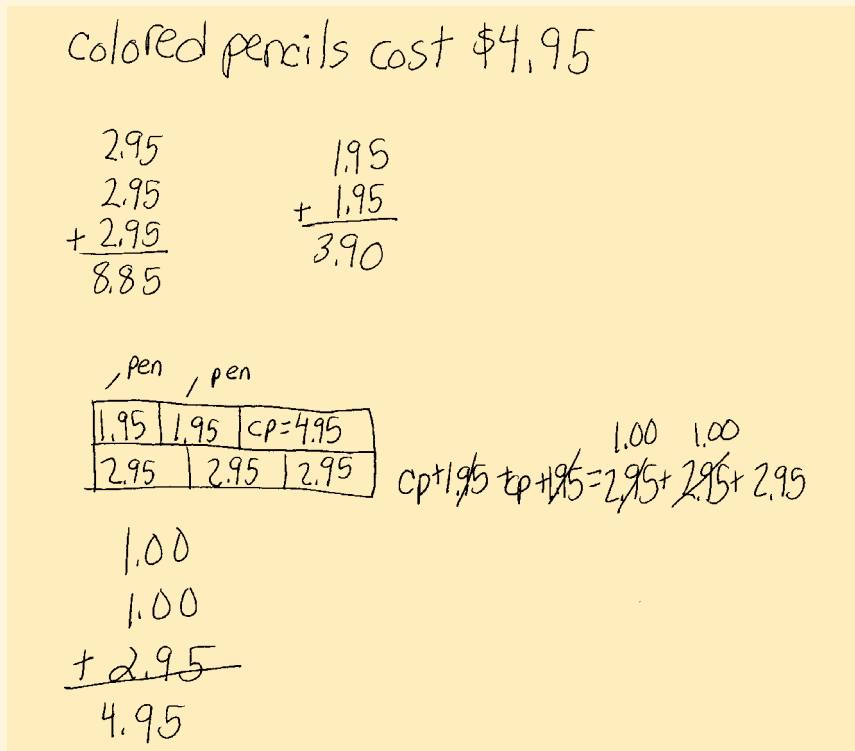 colored pencils cost $4.95
2.95
2.95
+ 2.95
8.85
1.95
+ 1.95
3.90
, pen , pen
1.95 1.95 cp=4.95
2.95 2.95 2.95
1.00 1.00
cp+1.95 +cp+1.95=2.95+2.95+2.95
1.00
1.00
+ 2.95
4.95